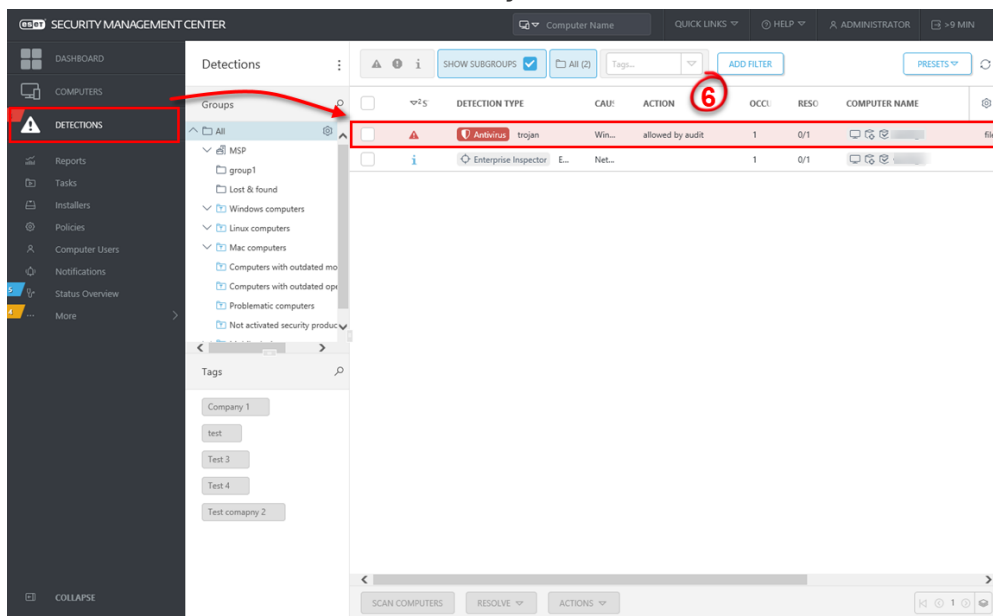 eset SECURITY MANAGEMENT CENTER
Computer Name
QUICK LINKS
HELP
ADMINISTRATOR
>9 MIN
DASHBOARD
COMPUTERS
DETECTIONS
Reports
Tasks
Installers
Policies
Computer Users
Notifications
Status Overview
More
COLLAPSE
Detections
Groups
All
MSP
group1
Lost & found
Windows computers
Linux computers
Mac computers
Computers with outdated mo
Computers with outdated ope
Problematic computers
Not activated security produc
Tags
Company 1
test
Test 3
Test 4
Test comapny 2
SHOW SUBGROUPS All (2) Tags... ADD FILTER PRESETS
6
DETECTION TYPE CAU ACTION OCCU RESO COMPUTER NAME
Antivirus trojan Win... allowed by audit 1 0/1 file
Enterprise Inspector E... Net... 1 0/1
SCAN COMPUTERS RESOLVE ACTIONS 1